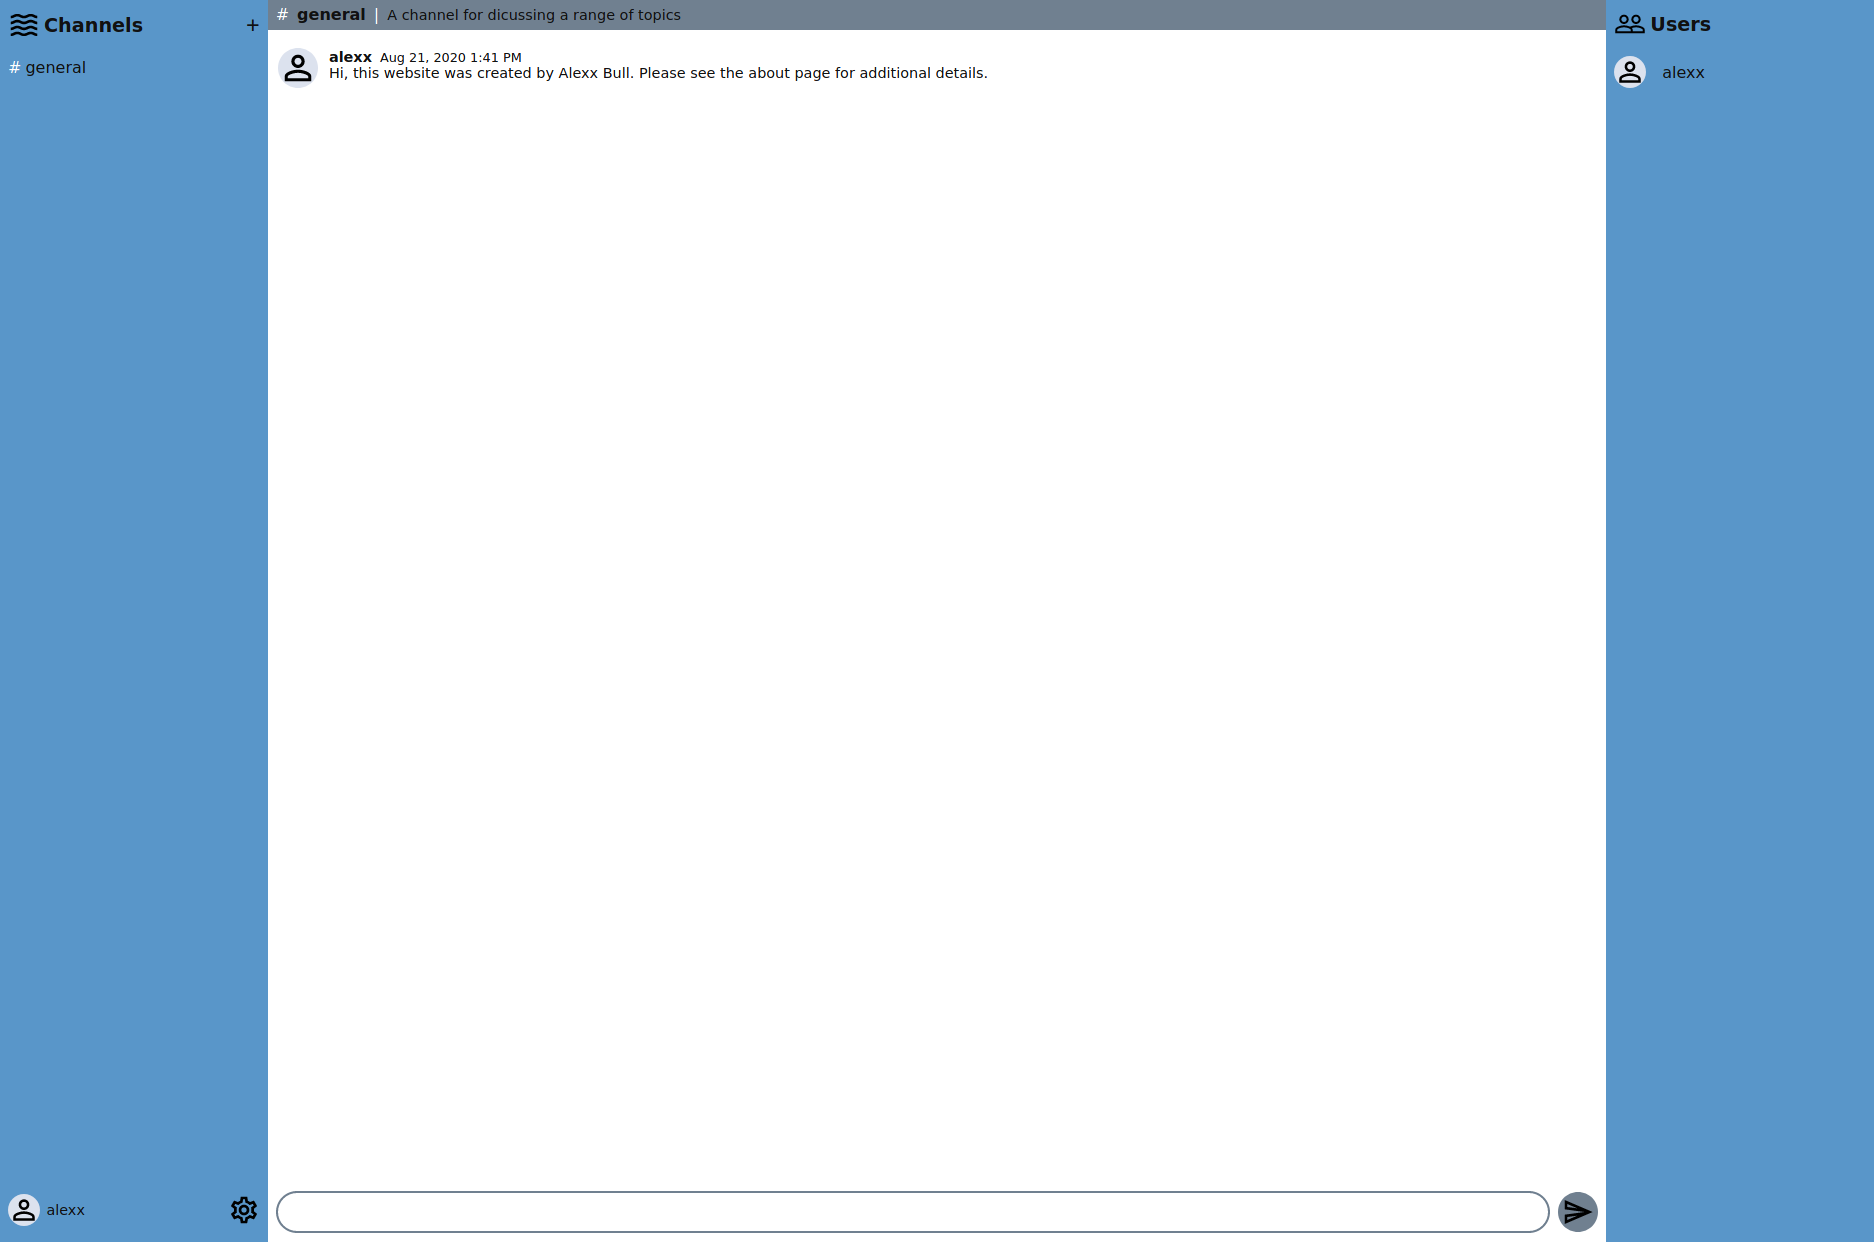 Channels +
# general
alexx
# general | A channel for dicussing a range of topics
alexx Aug 21, 2020 1:41 PM
Hi, this website was created by Alexx Bull. Please see the about page for additional details.
Users
alexx